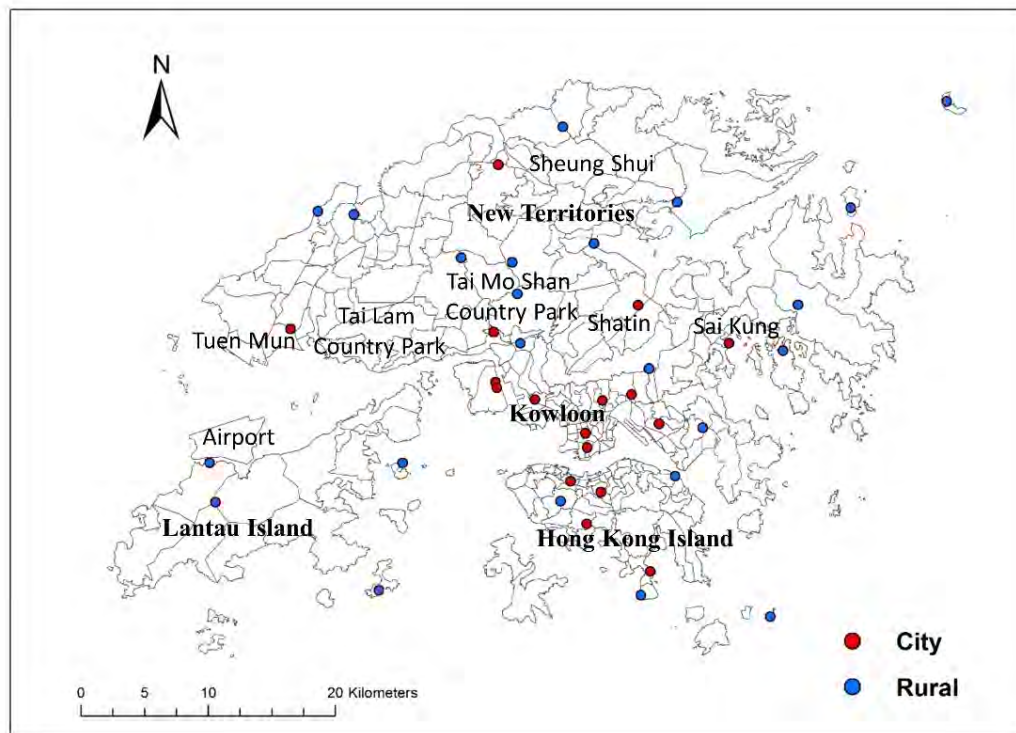 N
Sheung Shui
New Territories
Tai Mo Shan
Country Park
Tai Lam
Country Park
Shatin
Sai Kung
Tuen Mun
Kowloon
Airport
Lantau Island
Hong Kong Island
City
Rural
0 5 10 20 Kilometers